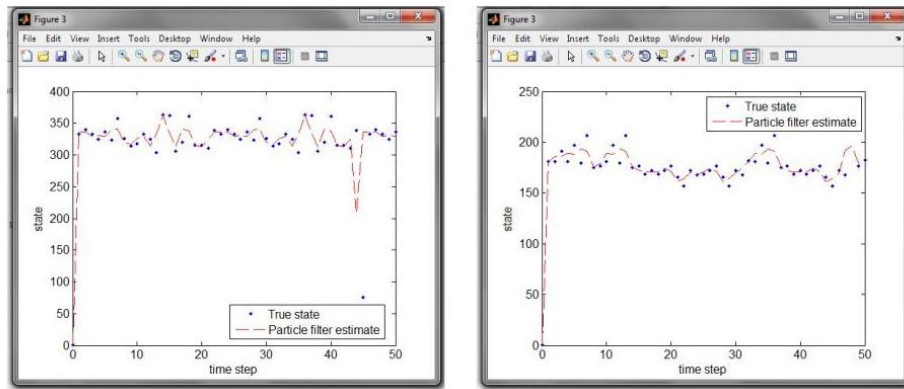 Figure 3
File Edit View Insert Tools Desktop Window Help
400
350
300
250
200
150
100
50
0
state
0 10 20 30 40 50
time step
True state
Particle filter estimate
Figure 3
File Edit View Insert Tools Desktop Window Help
250
200
150
100
50
0
state
True state
Particle filter estimate
0 10 20 30 40 50
time step